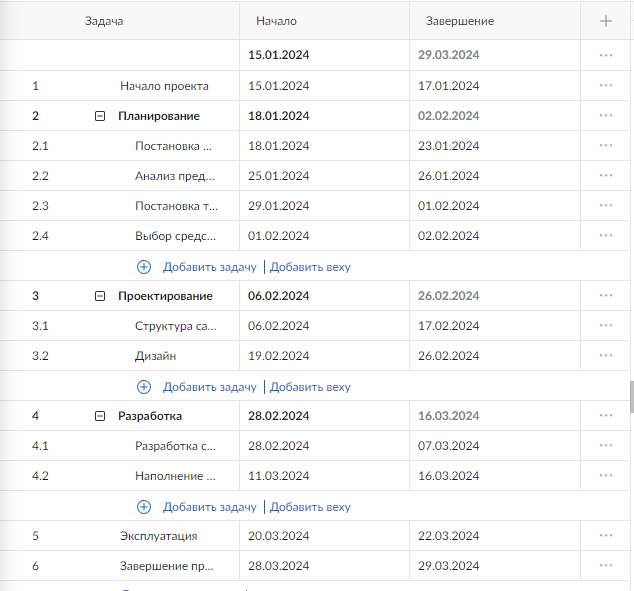 Задача Начало Завершение
15.01.2024 29.03.2024
1 Начало проекта 15.01.2024 17.01.2024
2 Планирование 18.01.2024 02.02.2024
2.1 Постановка ... 18.01.2024 23.01.2024
2.2 Анализ пред... 25.01.2024 26.01.2024
2.3 Постановка т... 29.01.2024 01.02.2024
2.4 Выбор средс... 01.02.2024 02.02.2024
Добавить задачу | Добавить веху
3 Проектирование 06.02.2024 26.02.2024
3.1 Структура са... 06.02.2024 17.02.2024
3.2 Дизайн 19.02.2024 26.02.2024
Добавить задачу | Добавить веху
4 Разработка 28.02.2024 16.03.2024
4.1 Разработка с... 28.02.2024 07.03.2024
4.2 Наполнение ... 11.03.2024 16.03.2024
Добавить задачу | Добавить веху
5 Эксплуатация 20.03.2024 22.03.2024
6 Завершение пр... 28.03.2024 29.03.2024